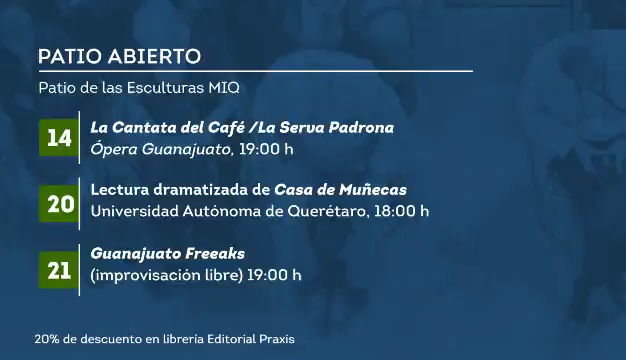 PATIO ABIERTO
Patio de las Esculturas MIQ
14
La Cantata del Café /La Serva Padrona
Ópera Guanajuato, 19:00 h
20
Lectura dramatizada de Casa de Muñecas
Universidad Autónoma de Querétaro, 18:00 h
21
Guanajuato Freeaks
(improvisación libre) 19:00 h
20% de descuento en librería Editorial Praxis